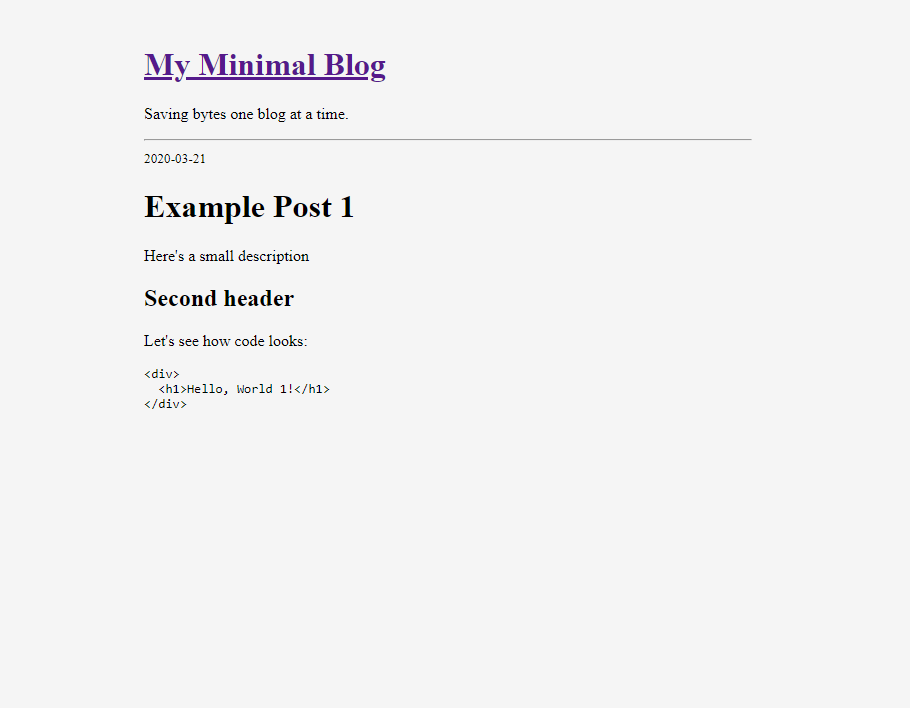 My Minimal Blog
Saving bytes one blog at a time.
2020-03-21
Example Post 1
Here's a small description
Second header
Let's see how code looks:
<div>
  <h1>Hello, World 1!</h1>
</div>